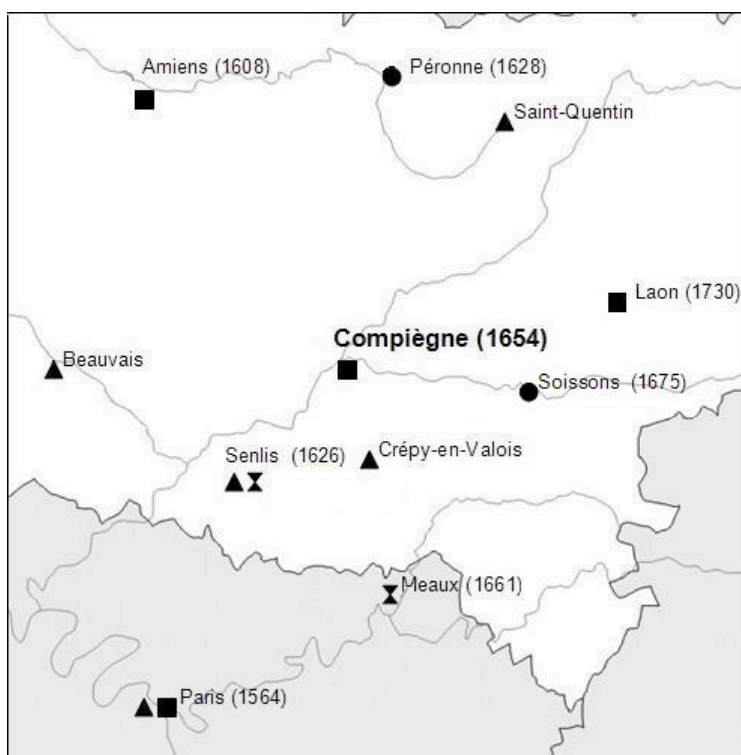 Amiens (1608)
Péronne (1628)
Saint-Quentin
Laon (1730)
Compiègne (1654)
Beauvais
Soissons (1675)
Senlis (1626)
Crépy-en-Valois
Meaux (1661)
Paris (1564)